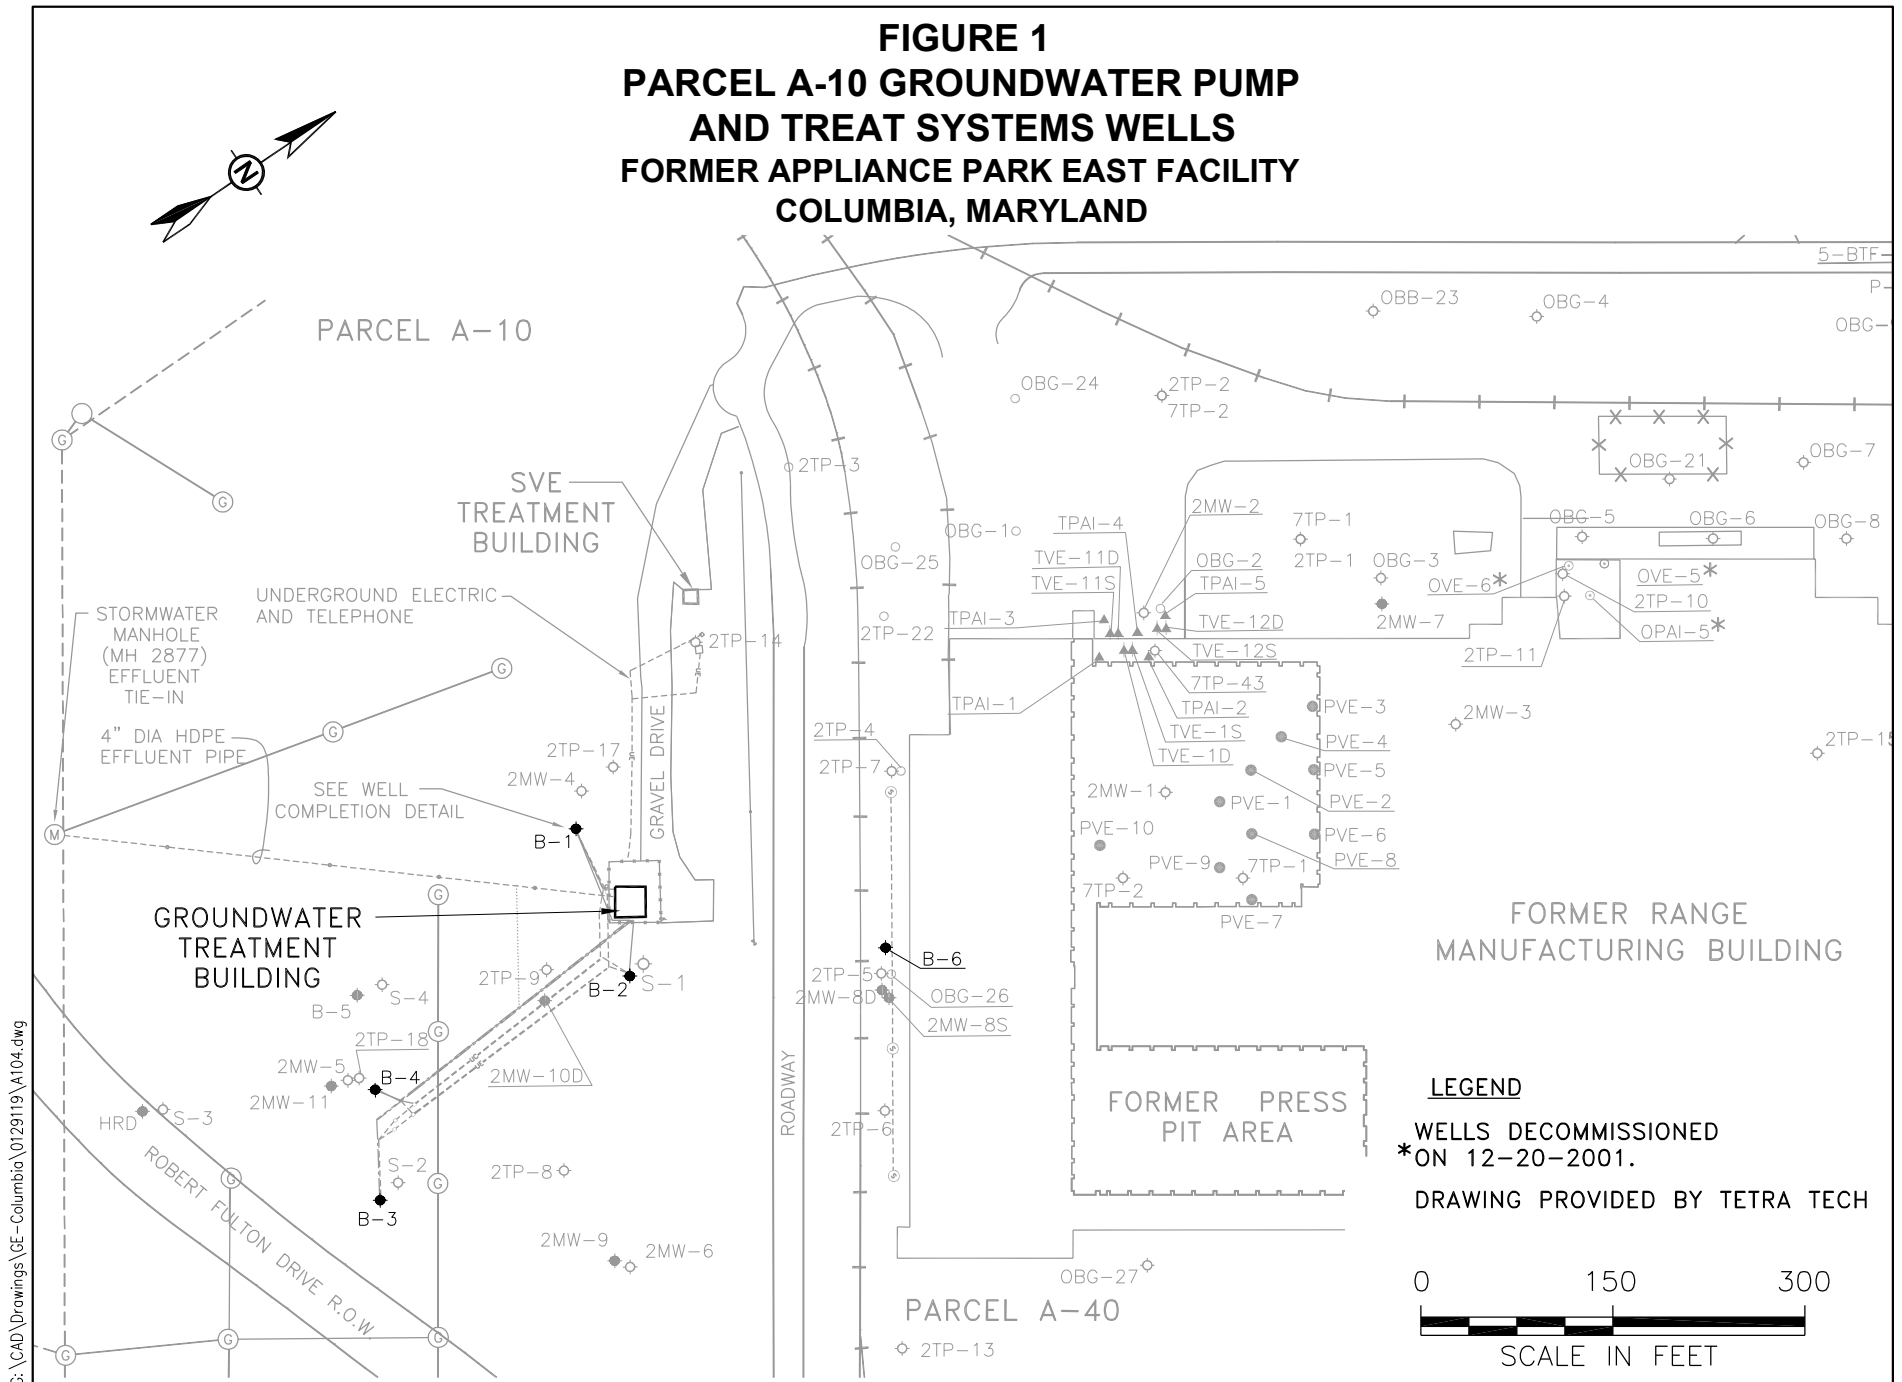 FIGURE 1
PARCEL A-10 GROUNDWATER PUMP
AND TREAT SYSTEMS WELLS
FORMER APPLIANCE PARK EAST FACILITY
COLUMBIA, MARYLAND
N
5-BTF-
P-
OBG-
OBB-23
OBG-4
PARCEL A-10
OBG-24
2TP-2
7TP-2
G
2TP-3
OBG-21
OBG-7
SVE
TREATMENT
BUILDING
G
2MW-2
TPAI-4
OBG-1
7TP-1
2TP-1
OBG-5
OBG-6
OBG-8
OBG-25
TVE-11D
OBG-2
OBG-3
TVE-11S
TPAI-5
OVE-6*
OVE-5*
2TP-10
UNDERGROUND ELECTRIC
AND TELEPHONE
STORMWATER
MANHOLE
(MH 2877)
EFFLUENT
TIE-IN
TPAI-3
2TP-22
TVE-12D
2MW-7
OPAI-5*
2TP-14
TVE-12S
2TP-11
G
7TP-43
TPAI-1
TPAI-2
PVE-3
2MW-3
G
4" DIA HDPE
EFFLUENT PIPE
2TP-4
TVE-1S
PVE-4
2TP-15
TVE-1D
2TP-17
2TP-7
PVE-5
2MW-4
GRAVEL DRIVE
SEE WELL
COMPLETION DETAIL
2MW-1
PVE-1
PVE-2
S
M
B-1
PVE-10
PVE-6
PVE-9
7TP-1
PVE-8
7TP-2
G
PVE-7
GROUNDWATER
TREATMENT
BUILDING
FORMER RANGE
MANUFACTURING BUILDING
B-6
2TP-9
2TP-5
B-2
S-1
S-4
B-5
2MW-8D
OBG-26
2MW-8S
G
2TP-18
S
2MW-5
B-4
2MW-10D
2MW-11
HRD
S-3
ROADWAY
FORMER PRESS
PIT AREA
LEGEND
2TP-6
WELLS DECOMMISSIONED
*ON 12-20-2001.
S-2
2TP-8
S
G
G
B-3
DRAWING PROVIDED BY TETRA TECH
ROBERT FULTON DRIVE R.O.W
2MW-9
2MW-6
OBG-27
PARCEL A-40
0 150 300
SCALE IN FEET
G
G
G
2TP-13
G:\CAD\Drawings\GE-Columbia\0129119\A104.dwg